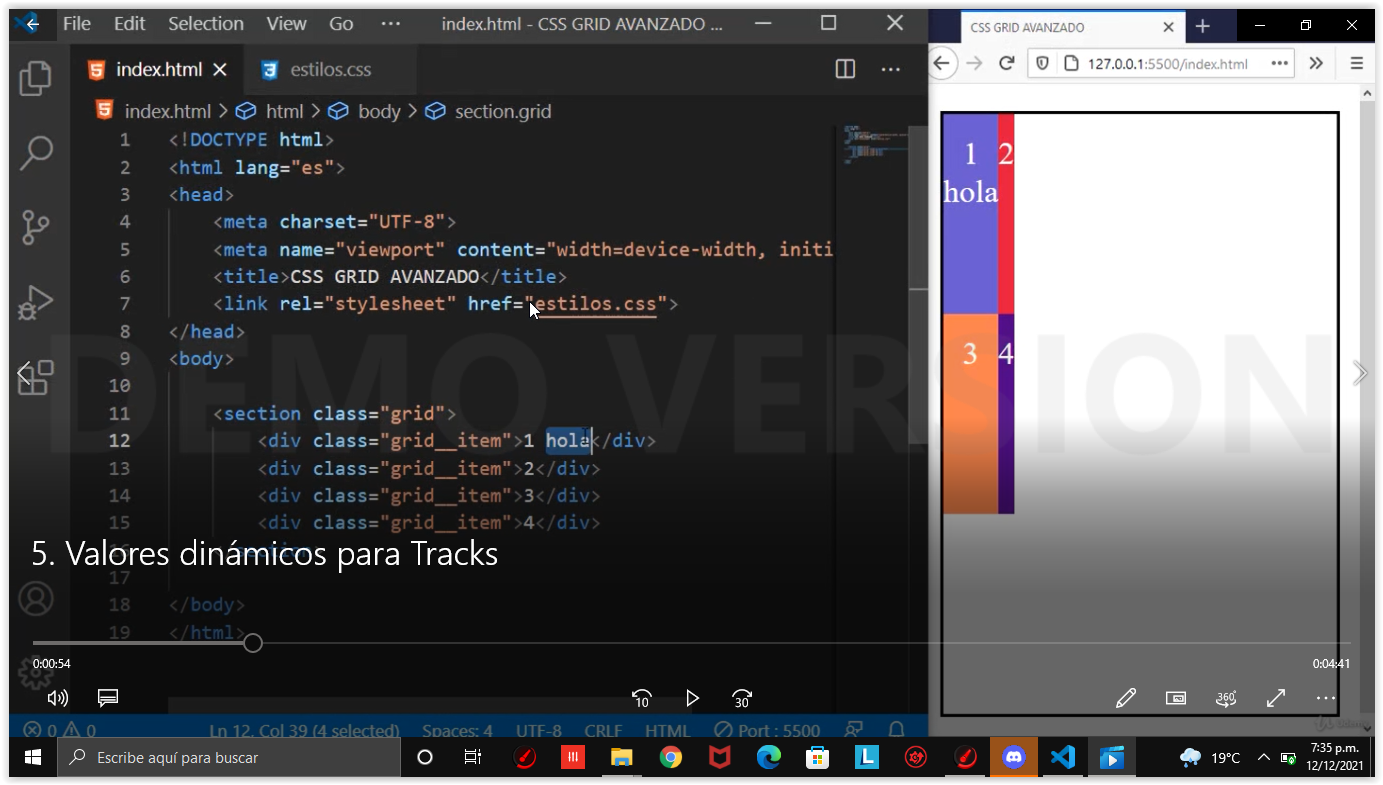 File Edit Selection View Go ··· index.html - CSS GRID AVANZADO ...
CSS GRID AVANZADO
index.html
estilos.css
127.0.0.1:5500/index.html
index.html > html > body > section.grid
1 <!DOCTYPE html>
2 <html lang="es">
3 <head>
4 <meta charset="UTF-8">
5 <meta name="viewport" content="width=device-width, initi
6 <title>CSS GRID AVANZADO</title>
7 <link rel="stylesheet" href="estilos.css">
8 </head>
9 <body>
10
11 <section class="grid">
12 <div class="grid__item">1 hola</div>
13 <div class="grid__item">2</div>
14 <div class="grid__item">3</div>
15 <div class="grid__item">4</div>
17
18 </body>
19 </html>
1 2
hola
3 4
DEMO VERSION
5. Valores dinámicos para Tracks
0:00:54
0:04:41
10
30
360°
0 0 Ln 12, Col 39 (4 selected) Spaces: 4 UTF-8 CRLF HTML Port : 5500
Escribe aquí para buscar
19°C
7:35 p.m.
12/12/2021